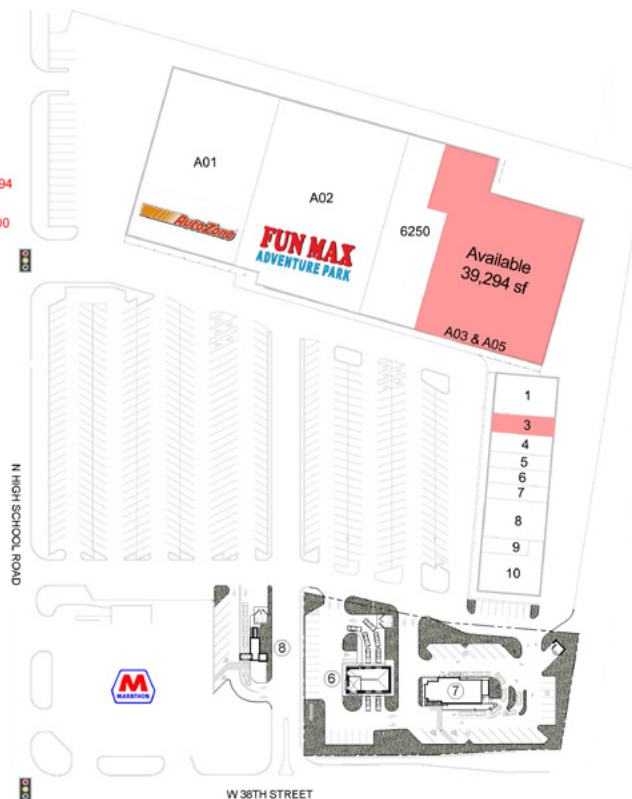 94
00
A01
AutoZone
A02
FUN MAX
ADVENTURE PARK
6250
Available
39,294 sf
A03 & A05
1
3
4
5
6
7
8
9
10
N HIGH SCHOOL ROAD
8
6
7
M
MARATHON
W 38TH STREET